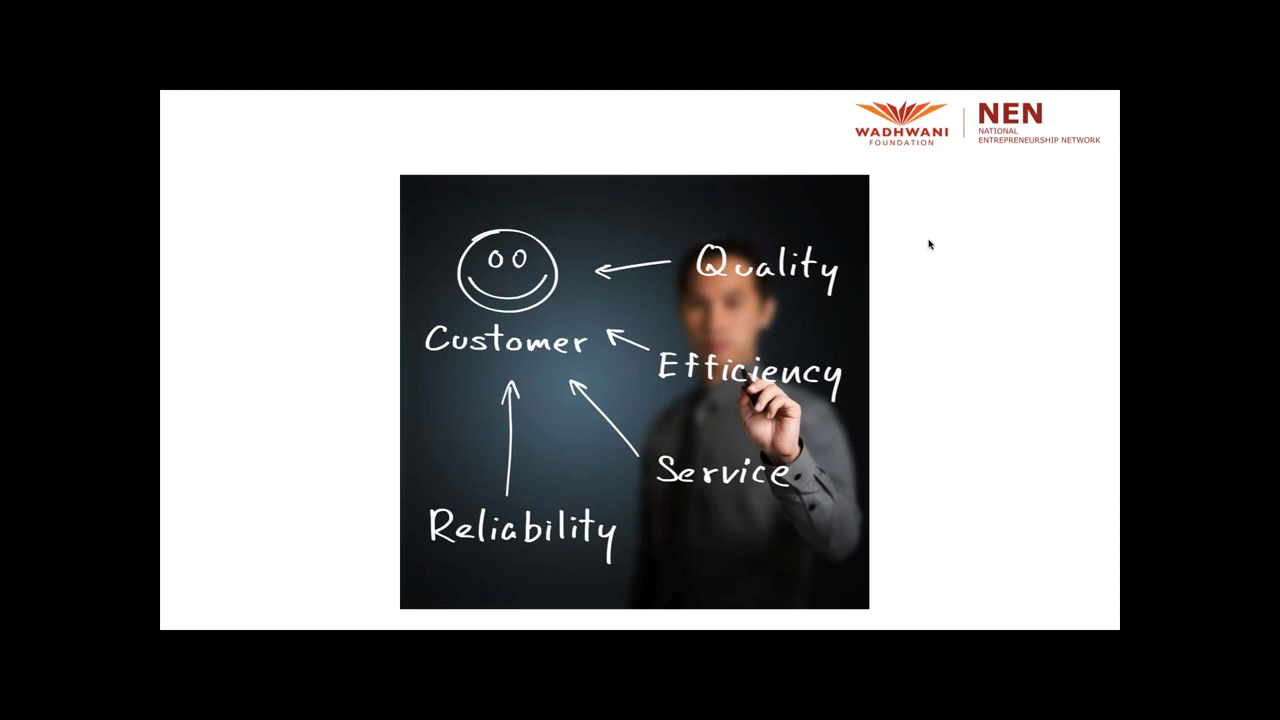 WADHWANI
FOUNDATION
NEN
NATIONAL
ENTREPRENEURSHIP NETWORK
Quality
Customer
Efficiency
Service
Reliability